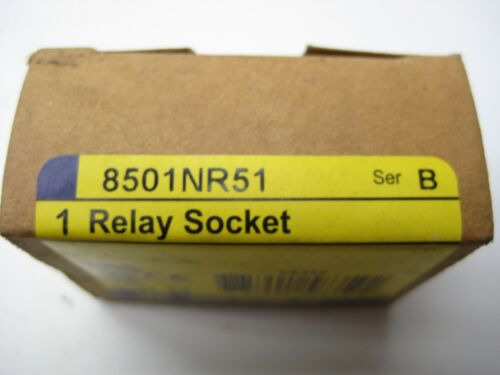 8501NR51 Ser B
1 Relay Socket